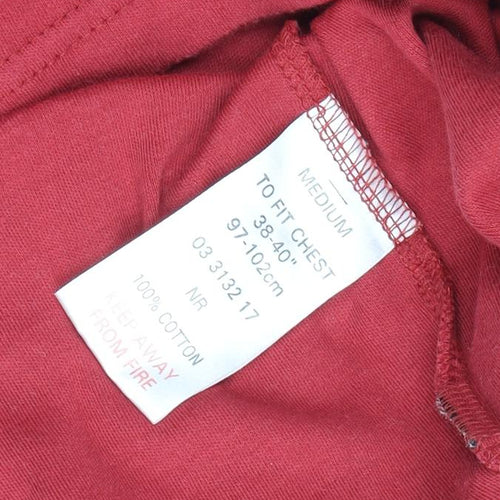 MEDIUM
TO FIT CHEST
38-40"
97-102cm
03 3132 17
NR
100% COTTON
KEEP AWAY
FROM FIRE